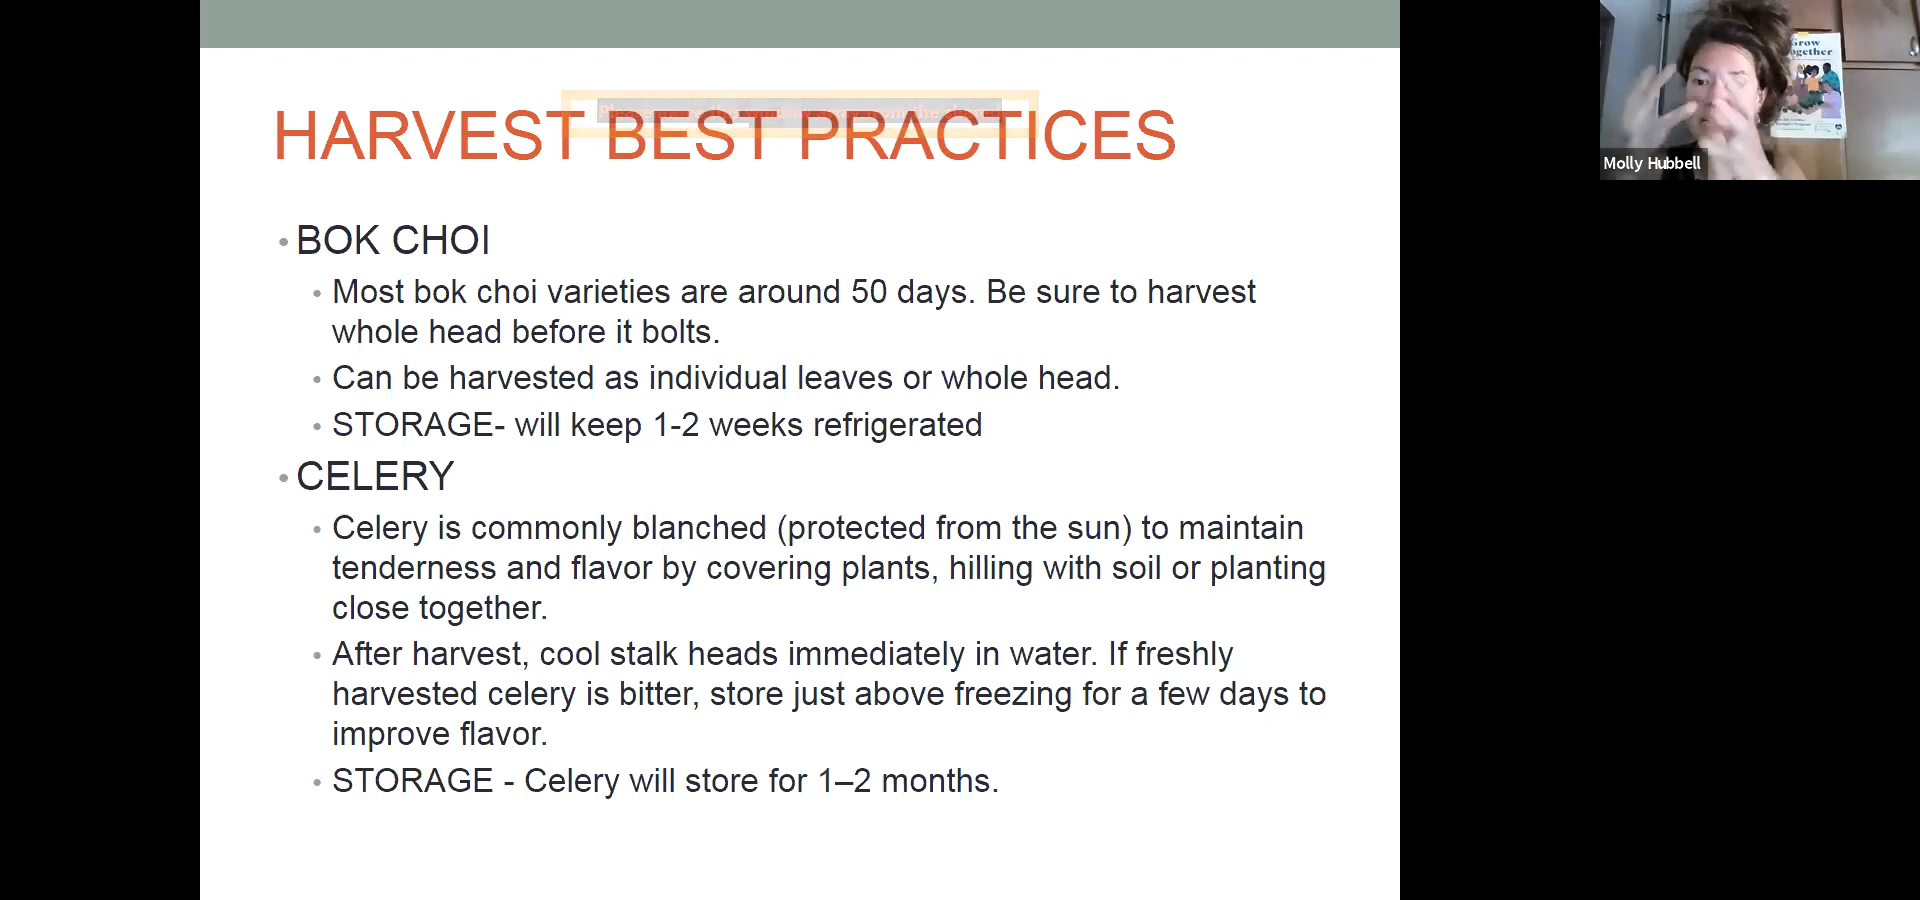 HARVEST BEST PRACTICES
• BOK CHOI
• Most bok choi varieties are around 50 days. Be sure to harvest
whole head before it bolts.
• Can be harvested as individual leaves or whole head.
• STORAGE- will keep 1-2 weeks refrigerated
• CELERY
• Celery is commonly blanched (protected from the sun) to maintain
tenderness and flavor by covering plants, hilling with soil or planting
close together.
• After harvest, cool stalk heads immediately in water. If freshly
harvested celery is bitter, store just above freezing for a few days to
improve flavor.
• STORAGE - Celery will store for 1–2 months.
Grow
Together
Molly Hubbell